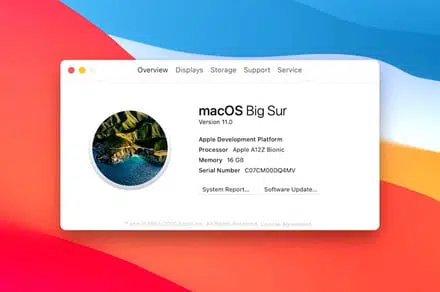 Overview Displays Storage Support Service
macOS Big Sur
Version 11.0
Apple Development Platform
Processor Apple A12Z Bionic
Memory 16 GB
Serial Number C07CM00DQ4MV
System Report... Software Update...